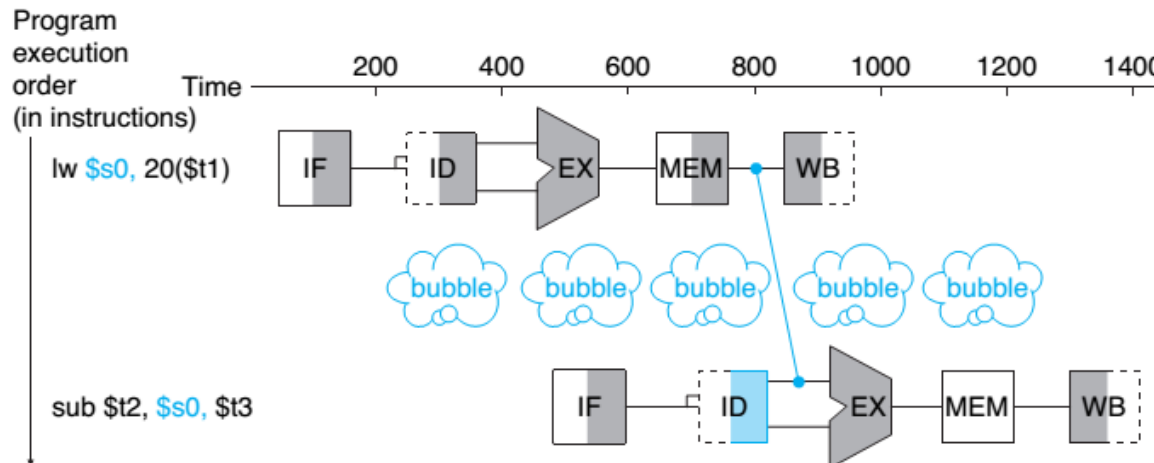 Program
execution
order
(in instructions)
Time
200 400 600 800 1000 1200 1400
lw $s0, 20($t1)
IF ID EX MEM WB
bubble bubble bubble bubble bubble
sub $t2, $s0, $t3
IF ID EX MEM WB